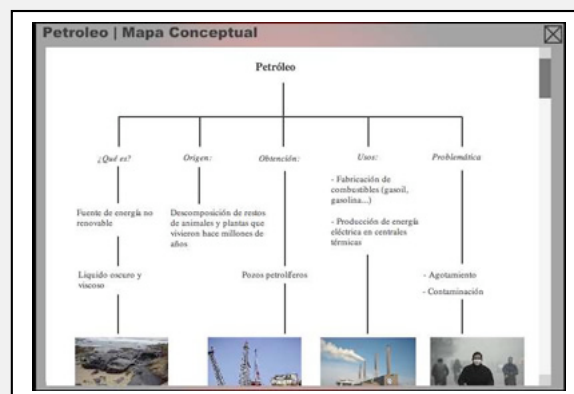 Petroleo | Mapa Conceptual
Petróleo
¿Qué es?
Origen:
Obtención:
Usos:
Problemática
- Fabricación de
combustibles (gasoil,
gasolina...)
- Producción de energía
eléctrica en centrales
térmicas
Fuente de energía no
renovable
Descomposición de restos
de animales y plantas que
vivieron hace millones de
años
Líquido oscuro y
viscoso
Pozos petrolíferos
- Agotamiento
- Contaminación